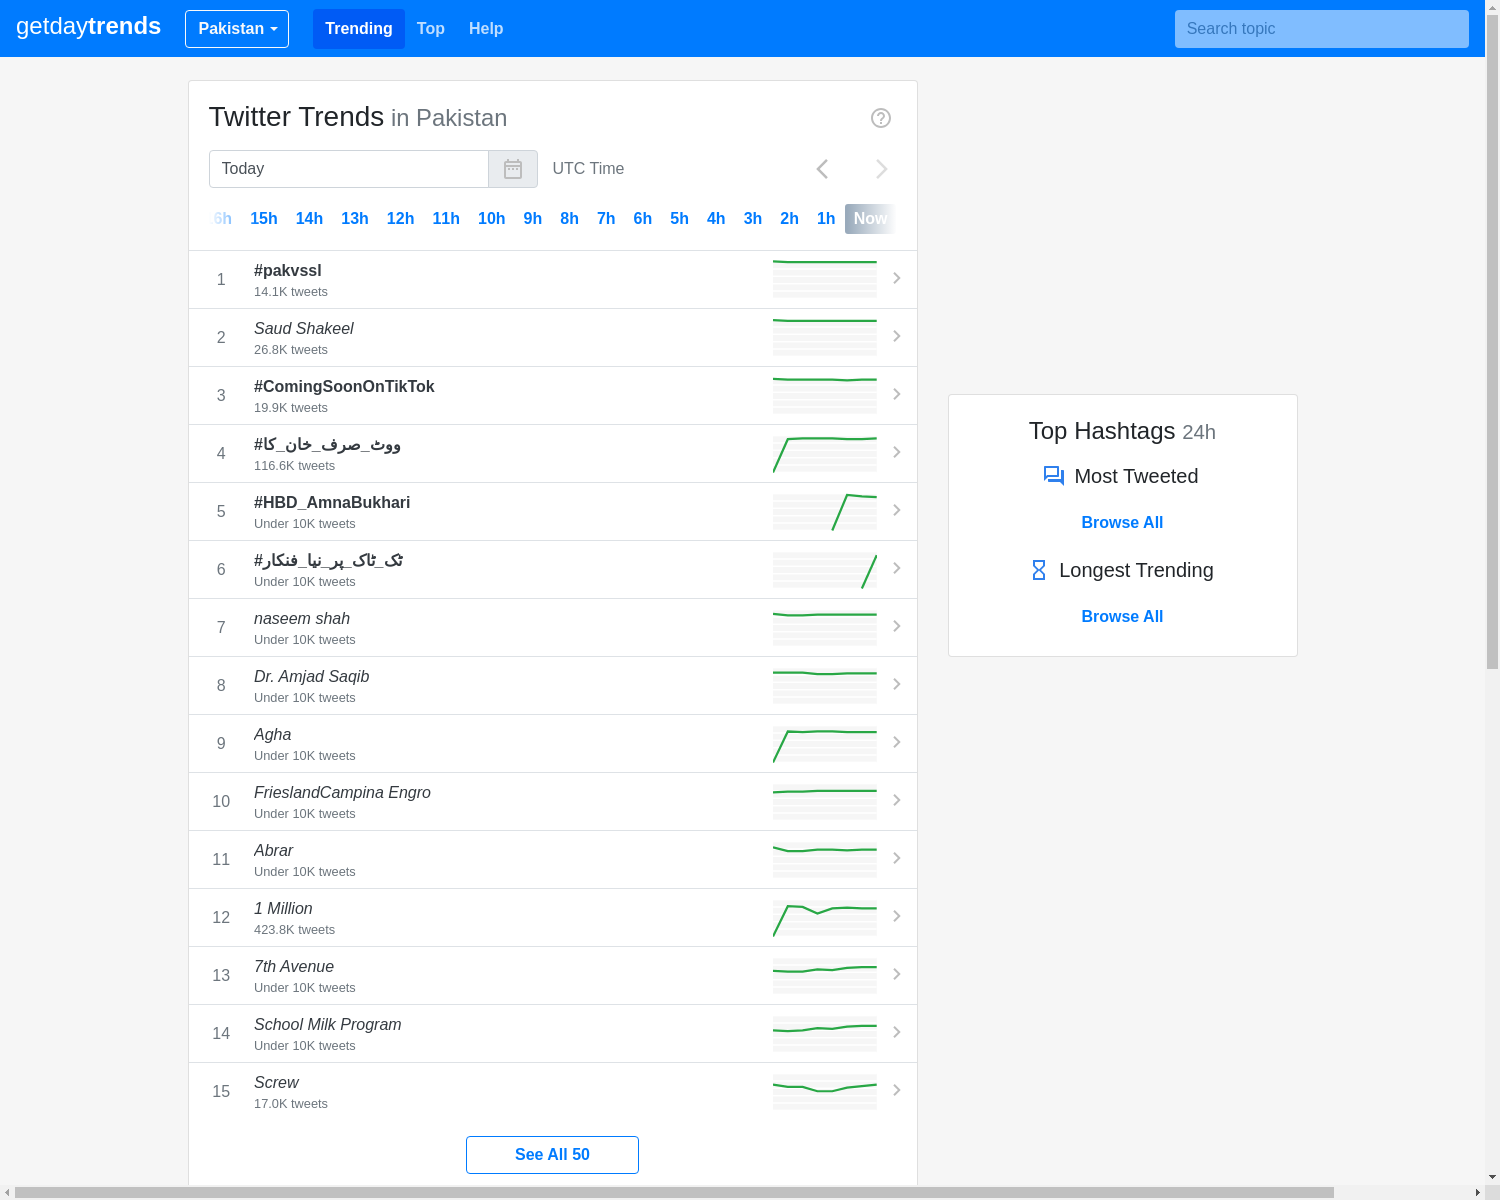 getdaytrends Pakistan Trending Top Help Search topic
Twitter Trends in Pakistan
Today UTC Time
6h 15h 14h 13h 12h 11h 10h 9h 8h 7h 6h 5h 4h 3h 2h 1h Now
1 #pakvssl
14.1K tweets
2 Saud Shakeel
26.8K tweets
3 #ComingSoonOnTikTok
19.9K tweets
4 #ووٹ_صرف_خان_کا
116.6K tweets
5 #HBD_AmnaBukhari
Under 10K tweets
6 #ٹک_ٹاک_پر_نیا_فنکار
Under 10K tweets
7 naseem shah
Under 10K tweets
8 Dr. Amjad Saqib
Under 10K tweets
9 Agha
Under 10K tweets
10 FrieslandCampina Engro
Under 10K tweets
11 Abrar
Under 10K tweets
12 1 Million
423.8K tweets
13 7th Avenue
Under 10K tweets
14 School Milk Program
Under 10K tweets
15 Screw
17.0K tweets
See All 50
Top Hashtags 24h
Most Tweeted
Browse All
Longest Trending
Browse All